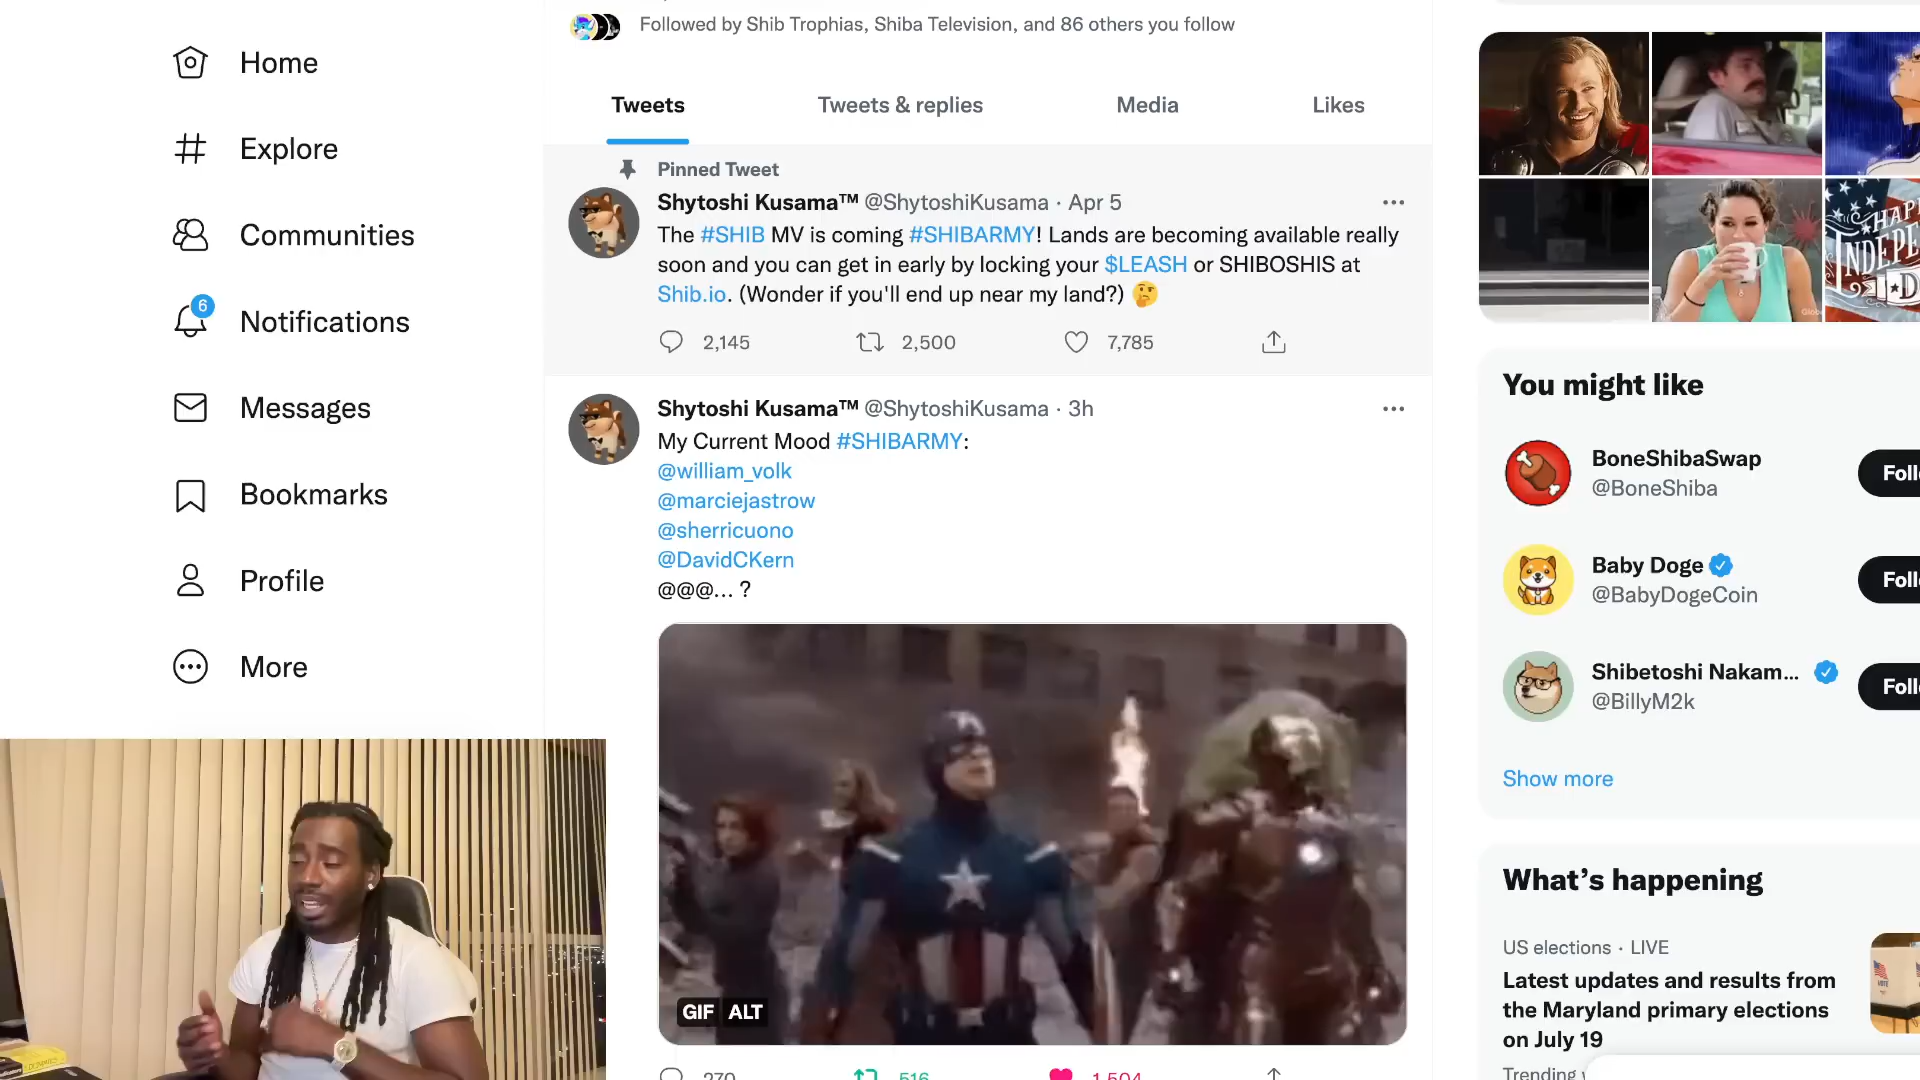 Followed by Shib Trophias, Shiba Television, and 86 others you follow
Home
Explore
Communities
6
Notifications
Messages
Bookmarks
Profile
More
Tweets
Tweets & replies
Media
Likes
Pinned Tweet
Shytoshi Kusama™ @ShytoshiKusama · Apr 5
The #SHIB MV is coming #SHIBARMY! Lands are becoming available really
soon and you can get in early by locking your $LEASH or SHIBOSHIS at
Shib.io. (Wonder if you'll end up near my land?) 🤔
2,145
2,500
7,785
Shytoshi Kusama™ @ShytoshiKusama · 3h
My Current Mood #SHIBARMY:
@william_volk
@marciejastrow
@sherricuono
@DavidCKern
@@@... ?
GIF ALT
270
516
1,504
You might like
BoneShibaSwap
@BoneShiba
Foll
Baby Doge
@BabyDogeCoin
Foll
Shibetoshi Nakam...
@BillyM2k
Foll
Show more
What's happening
US elections · LIVE
Latest updates and results from
the Maryland primary elections
on July 19
Trending